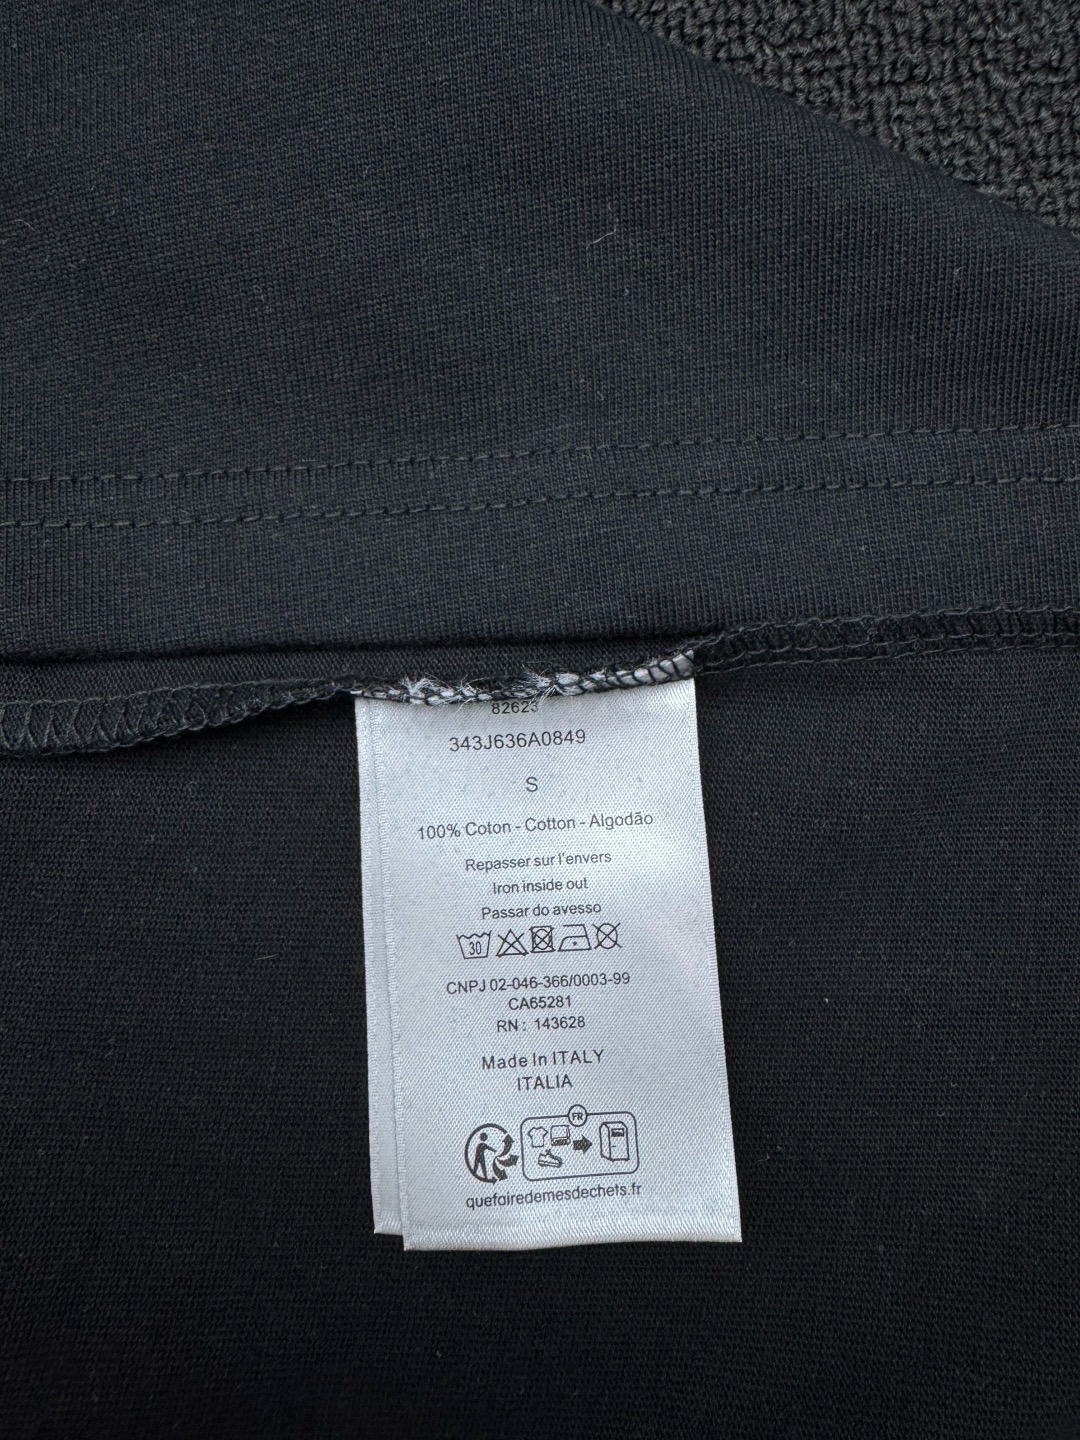 82623
343J636A0849
S
100% Coton - Cotton - Algodão
Repasser sur l'envers
Iron inside out
Passar do avesso
30
CNPJ 02-046-366/0003-99
CA65281
RN : 143628
Made In ITALY
ITALIA
FR
quefairedemesdechets.fr